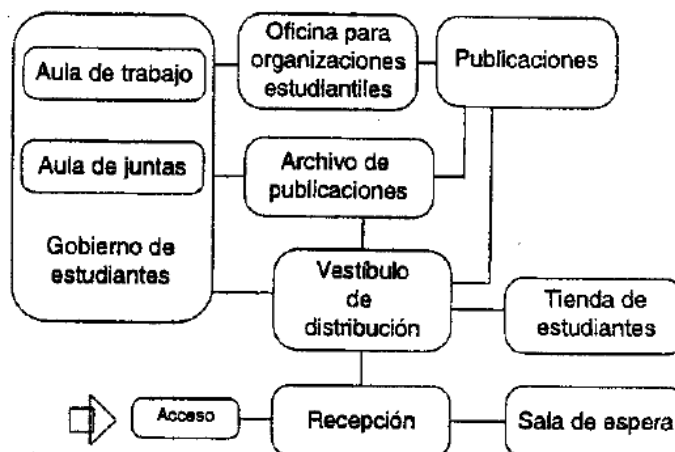 Aula de trabajo
Oficina para
organizaciones
estudiantiles
Publicaciones
Aula de juntas
Archivo de
publicaciones
Gobierno de
estudiantes
Vestíbulo
de
distribución
Tienda de
estudiantes
Acceso
Recepción
Sala de espera